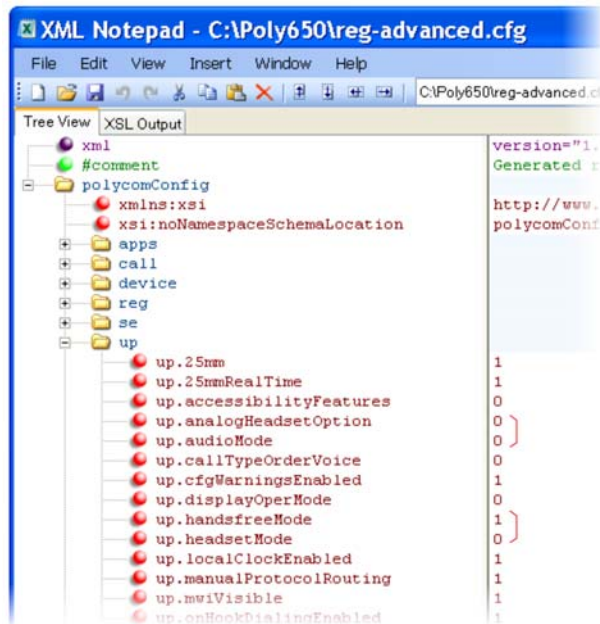 XML Notepad - C:\Poly650\reg-advanced.cfg
File Edit View Insert Window Help
C:\Poly650\reg-advanced.c
Tree View XSL Output
xml version="1.
#comment Generated r
polycomConfig
xmlns:xsi http://www.
xsi:noNamespaceSchemaLocation polycomConf
apps
call
device
reg
se
up
up.25mm 1
up.25mmRealTime 1
up.accessibilityFeatures 0
up.analogHeadsetOption 0
up.audioMode 0
up.callTypeOrderVoice 0
up.cfgWarningsEnabled 1
up.displayOperMode 0
up.handsfreeMode 1
up.headsetMode 0
up.localClockEnabled 1
up.manualProtocolRouting 1
up.mwiVisible 1
up.onHookDialingEnabled 1